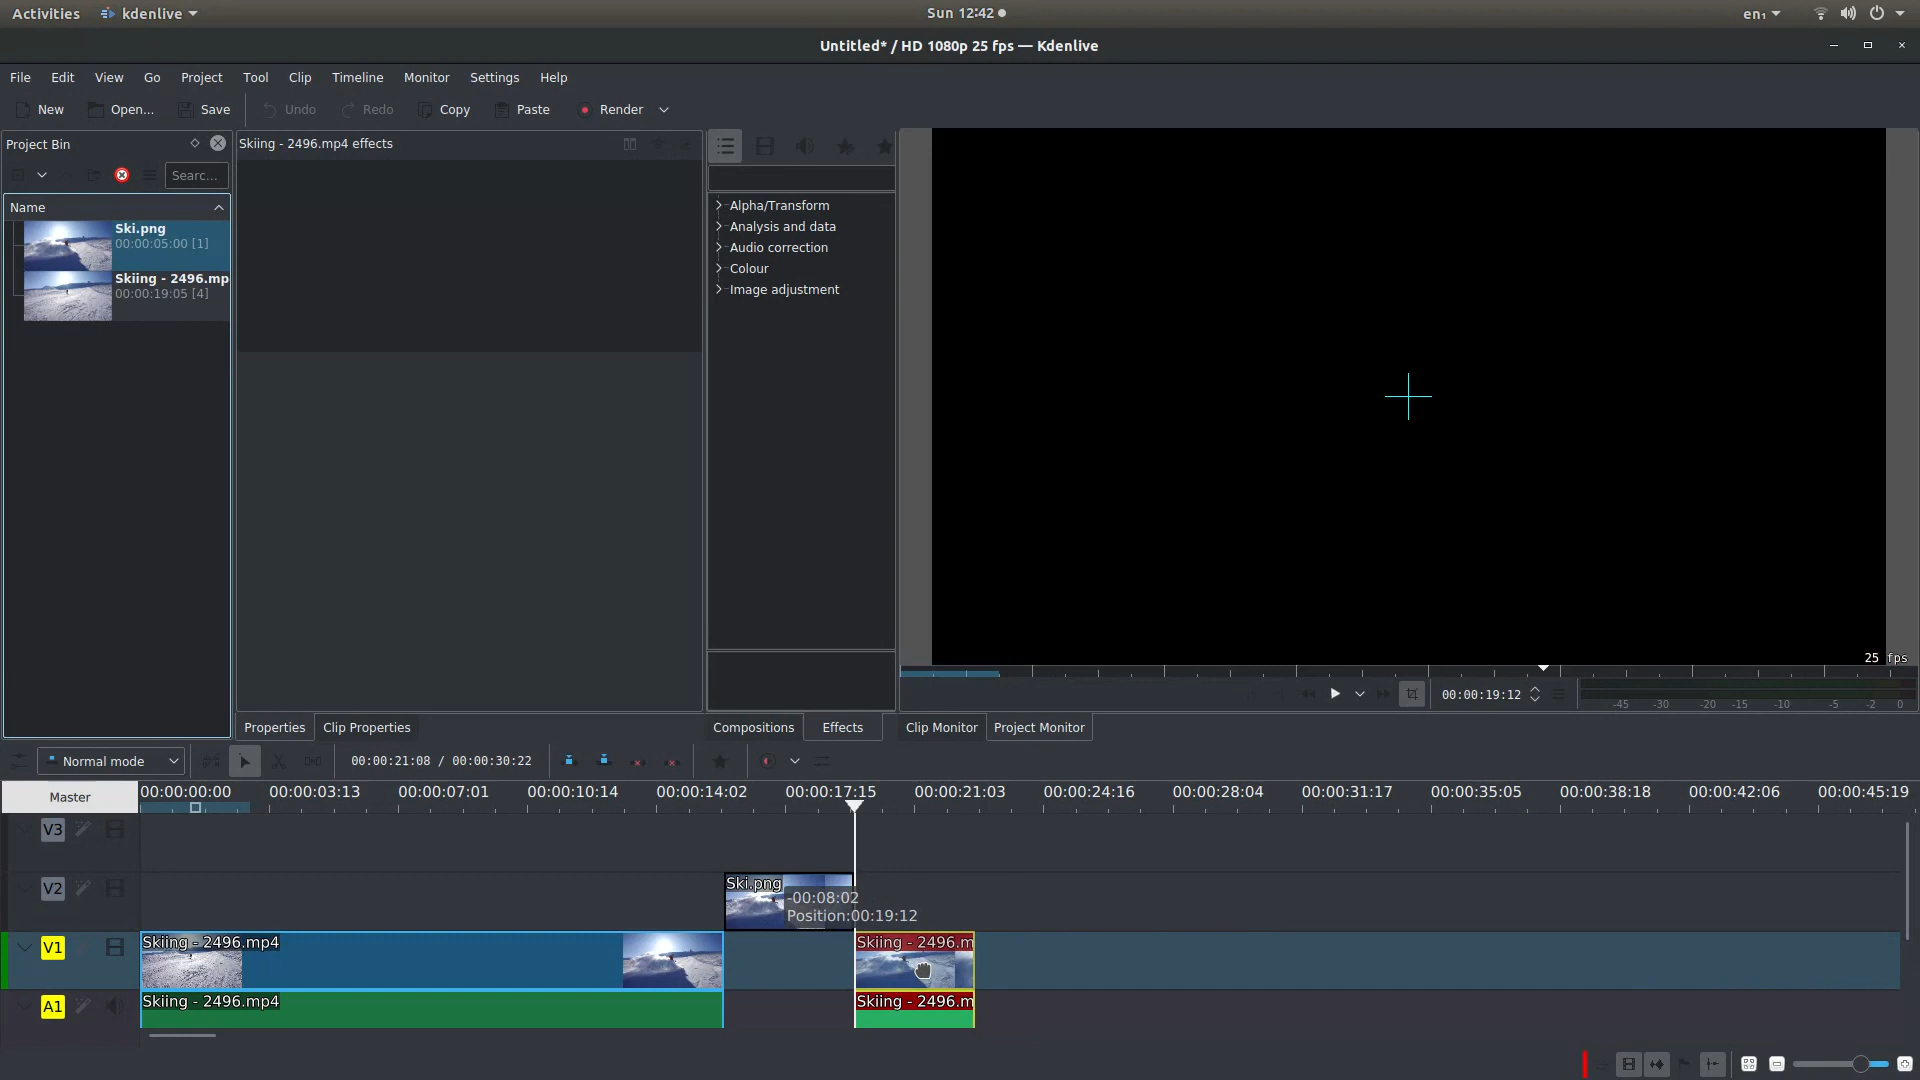 Activities kdenlive Sun 12:42 en₁
Untitled* / HD 1080p 25 fps — Kdenlive
File Edit View Go Project Tool Clip Timeline Monitor Settings Help
New Open... Save Undo Redo Copy Paste Render
Project Bin
Searc...
Name
Ski.png
00:00:05:00 [1]
Skiing - 2496.mp
00:00:19:05 [4]
Skiing - 2496.mp4 effects
Alpha/Transform
Analysis and data
Audio correction
Colour
Image adjustment
25 fps
00:00:19:12
-45 -30 -20 -15 -10 -5 -2 0
Properties Clip Properties Compositions Effects Clip Monitor Project Monitor
Normal mode 00:00:21:08 / 00:00:30:22
Master 00:00:00:00 00:00:03:13 00:00:07:01 00:00:10:14 00:00:14:02 00:00:17:15 00:00:21:03 00:00:24:16 00:00:28:04 00:00:31:17 00:00:35:05 00:00:38:18 00:00:42:06 00:00:45:19
V3
V2
Ski.png
-00:08:02
Position:00:19:12
V1
Skiing - 2496.mp4
Skiing - 2496.m
A1
Skiing - 2496.mp4
Skiing - 2496.m